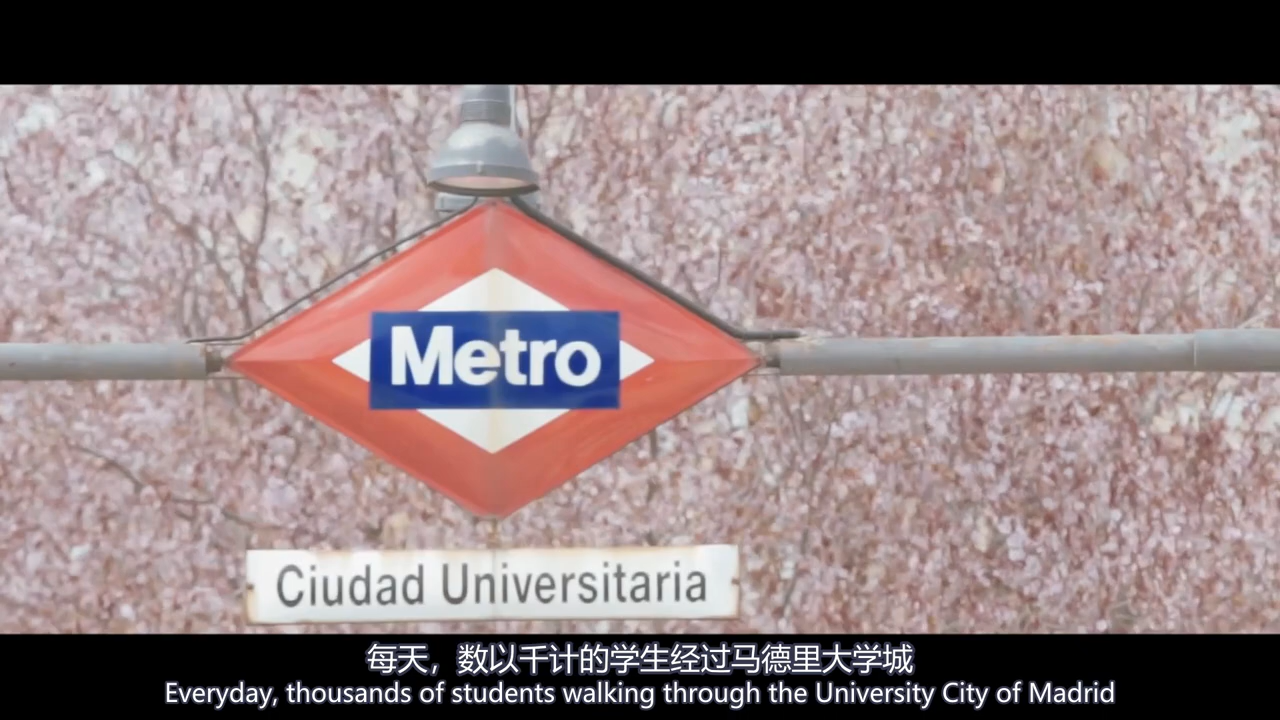 Metro
Ciudad Universitaria
每天，数以千计的学生经过马德里大学城
Everyday, thousands of students walking through the University City of Madrid